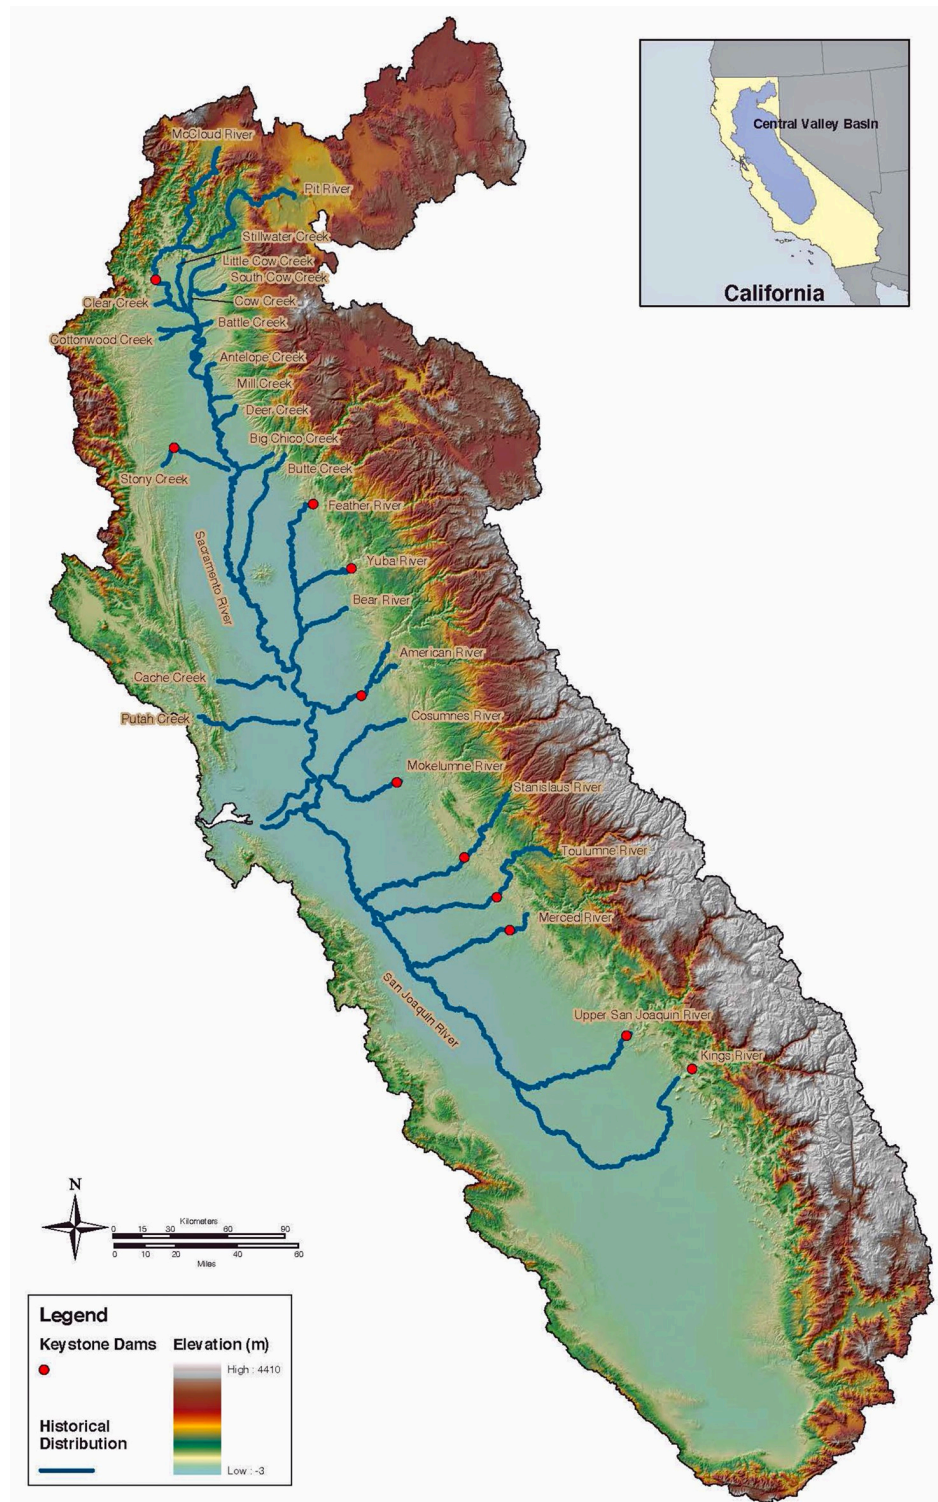 McCloud River
Central Valley Basin
Pit River
Stillwater Creek
Little Cow Creek
South Cow Creek
California
Clear Creek
Cow Creek
Battle Creek
Cottonwood Creek
Antelope Creek
Mill Creek
Deer Creek
Big Chico Creek
Butte Creek
Stony Creek
Feather River
Sacramento River
Yuba River
Bear River
American River
Cache Creek
Putah Creek
Cosumnes River
Mokelumne River
Stanislaus River
Toulumne River
Merced River
San Joaquin River
Upper San Joaquin River
Kings River
N
Kilometers
0 15 30 60 90
0 10 20 40 60
Miles
Legend
Keystone Dams
Elevation (m)
High : 4410
Historical
Distribution
Low : -3